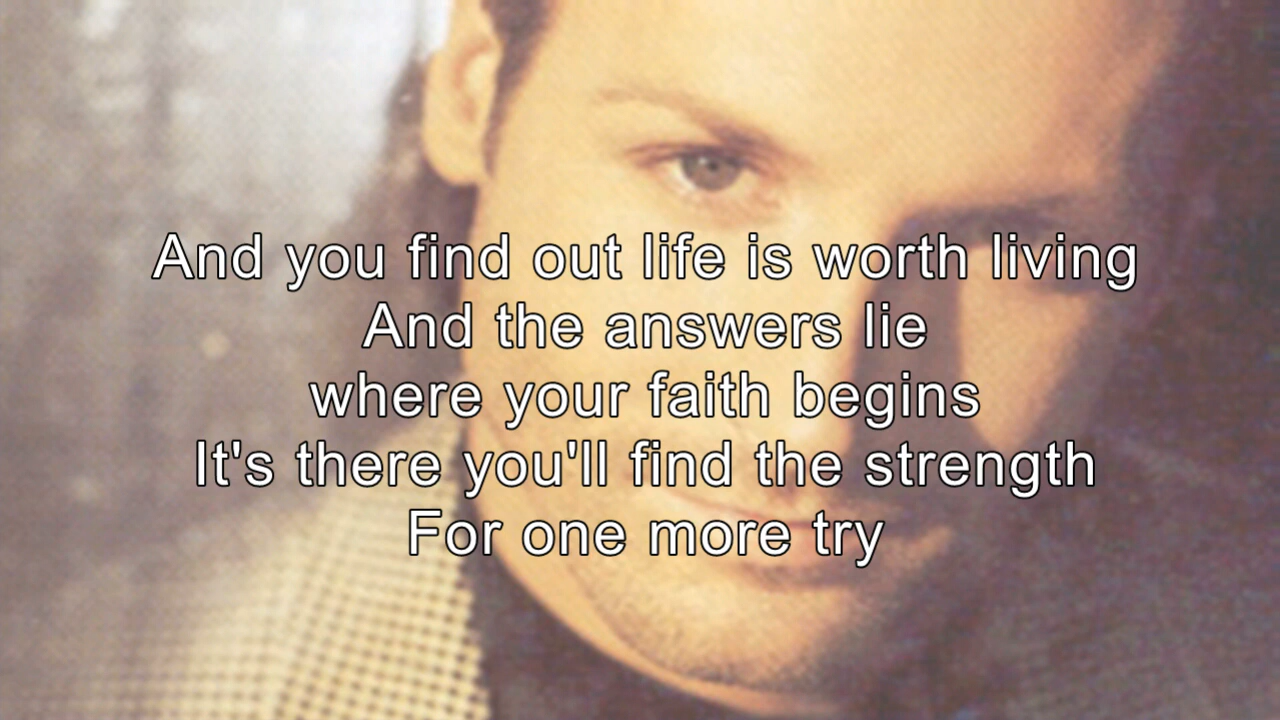 And you find out life is worth living
And the answers lie
where your faith begins
It's there you'll find the strength
For one more try